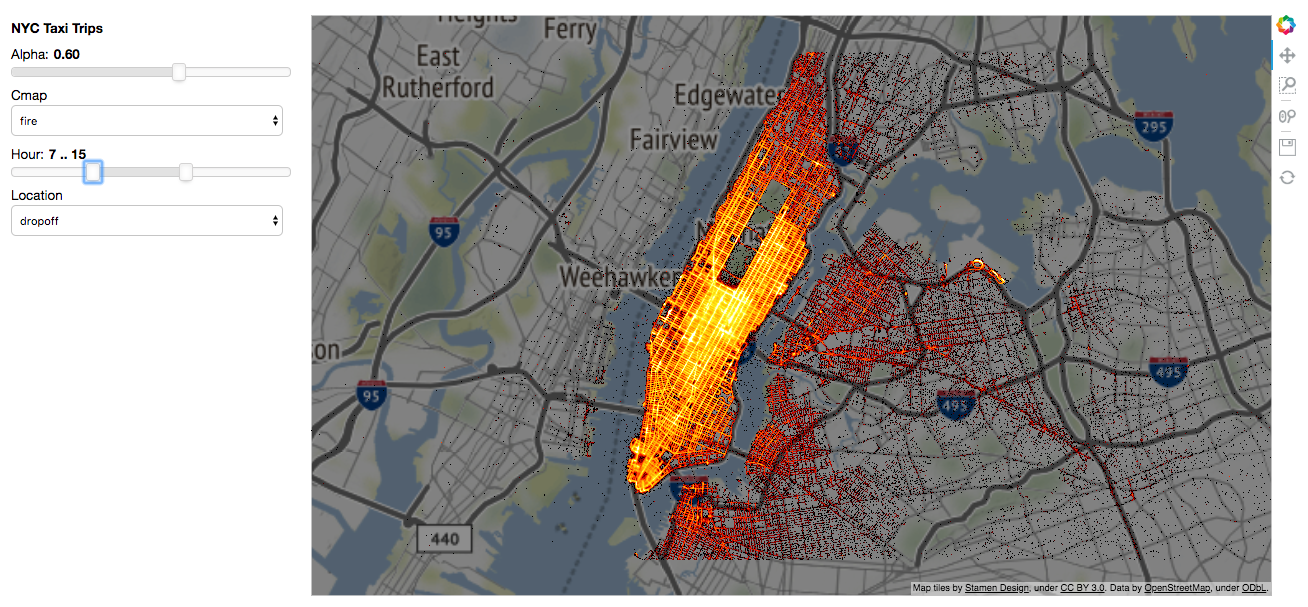 NYC Taxi Trips
Alpha: 0.60
Cmap
fire
Hour: 7 .. 15
Location
dropoff
Heights
Ferry
East
Rutherford
Edgewater
Fairview
295
95
Weehawken
495
95
495
440
Map tiles by Stamen Design, under CC BY 3.0. Data by OpenStreetMap, under ODbL.